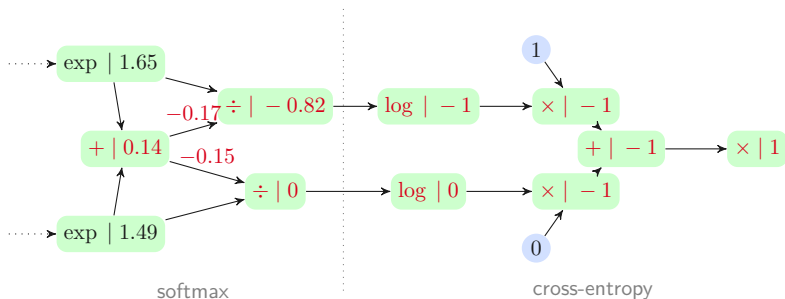 exp | 1.65
1
−0.17
÷ | − 0.82
log | − 1
× | − 1
+ | 0.14
−0.15
+ | − 1
× | 1
÷ | 0
log | 0
× | − 1
exp | 1.49
0
softmax
cross-entropy